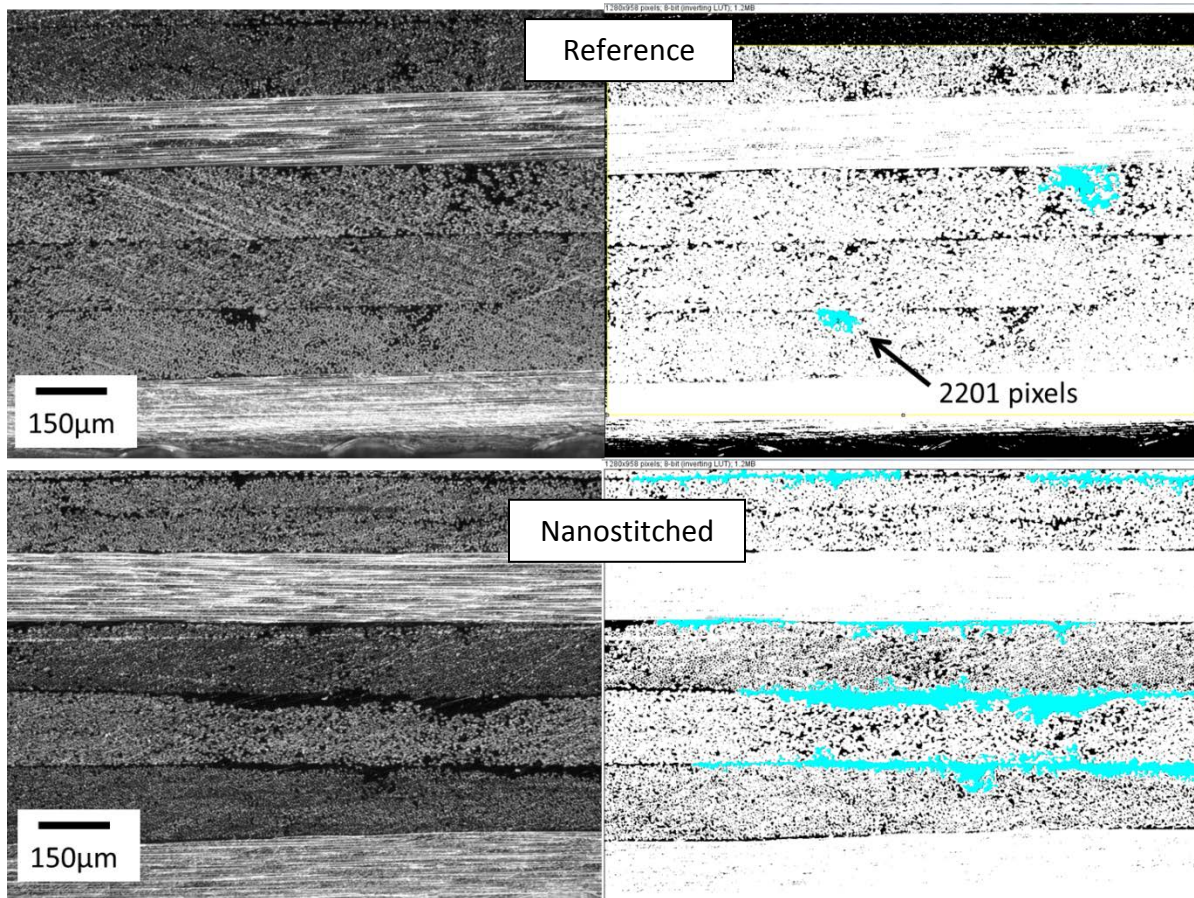 1280x958 pixels; 8-bit (inverting LUT); 1.2MB
Reference
2201 pixels
150µm
1280x958 pixels; 8-bit (inverting LUT); 1.2MB
Nanostitched
150µm